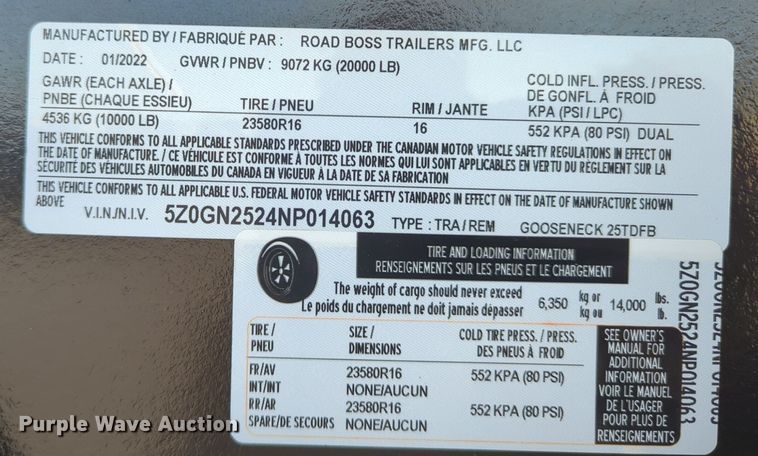 MANUFACTURED BY / FABRIQUÉ PAR : ROAD BOSS TRAILERS MFG. LLC
DATE : 01/2022 GVWR / PNBV : 9072 KG (20000 LB)
GAWR (EACH AXLE) / PNBE (CHAQUE ESSIEU) TIRE / PNEU RIM / JANTE COLD INFL. PRESS. / PRESS. DE GONFL. À FROID KPA (PSI / LPC)
4536 KG (10000 LB) 23580R16 16 552 KPA (80 PSI) DUAL
THIS VEHICLE CONFORMS TO ALL APPLICABLE STANDARDS PRESCRIBED UNDER THE CANADIAN MOTOR VEHICLE SAFETY REGULATIONS IN EFFECT ON
THE DATE OF MANUFACTURE. / CE VÉHICULE EST CONFORME À TOUTES LES NORMES QUI LUI SONT APPLICABLES EN VERTU DU RÈGLEMENT SUR LA
SÉCURITÉ DES VÉHICULES AUTOMOBILES DU CANADA EN VIGUEUR À LA DATE DE SA FABRICATION
THIS VEHICLE CONFORMS TO ALL APPLICABLE U.S. FEDERAL MOTOR VEHICLE SAFETY STANDARDS IN EFFECT ON THE DATE OF MANUFACTURE SHOWN
ABOVE
V.I.N./N.I.V. 5Z0GN2524NP014063 TYPE : TRA / REM GOOSENECK 25TDFB
TIRE AND LOADING INFORMATION
RENSEIGNEMENTS SUR LES PNEUS ET LE CHARGEMENT
The weight of cargo should never exceed
Le poids du chargement ne doit jamais dépasser 6,350 kg or kg ou 14,000 lbs. lb.
TIRE / PNEU SIZE / DIMENSIONS COLD TIRE PRESS. / PRESS. DES PNEUS À FROID
FR/AV 23580R16 552 KPA (80 PSI)
INT/INT NONE/AUCUN
RR/AR 23580R16 552 KPA (80 PSI)
SPARE/DE SECOURS NONE/AUCUN
SEE OWNER'S
MANUAL FOR
ADDITIONAL
INFORMATION
VOIR LE MANUEL
DE L'USAGER
POUR PLUS DE
RENSEIGNEMENTS
5Z0GN2524NP014063
Purple Wave Auction